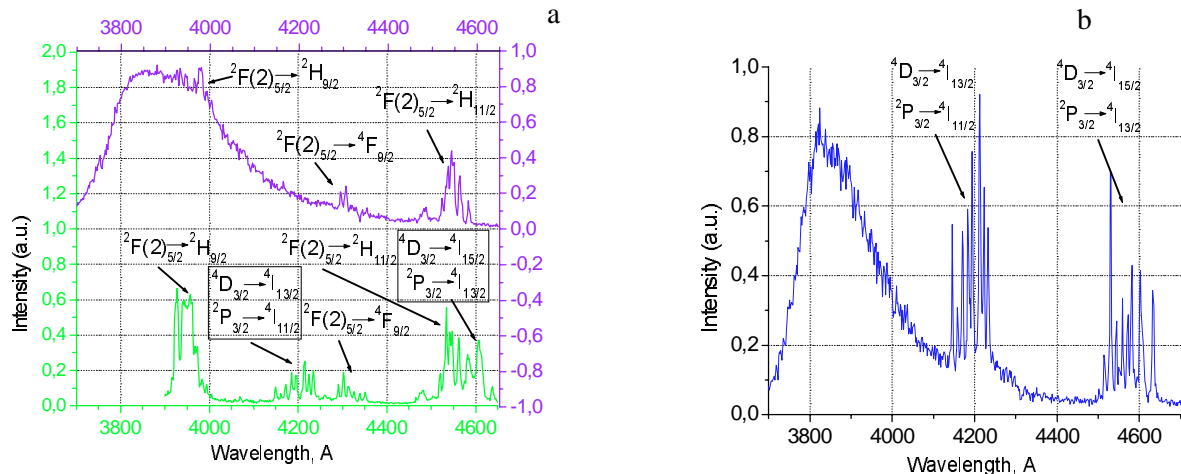 a
3800 4000 4200 4400 4600
2,0
1,8
1,6
1,4
1,2
1,0
0,8
0,6
0,4
0,2
0,0
1,0
0,8
0,6
0,4
0,2
0,0
-0,2
-0,4
-0,6
-0,8
-1,0
Intensity (a.u.)
²F(2)₅/₂→²H₉/₂
²F(2)₅/₂→²H₁₁/₂
²F(2)₅/₂→⁴F₉/₂
²F(2)₅/₂→²H₉/₂
²F(2)₅/₂→²H₁₁/₂
⁴D₃/₂→⁴I₁₅/₂
²P₃/₂→⁴I₁₃/₂
⁴D₃/₂→⁴I₁₃/₂
²P₃/₂→⁴I₁₁/₂
²F(2)₅/₂→⁴F₉/₂
3800 4000 4200 4400 4600
Wavelength, A
b
1,0
0,8
0,6
0,4
0,2
0,0
Intensity (a.u.)
⁴D₃/₂→⁴I₁₃/₂
²P₃/₂→⁴I₁₁/₂
⁴D₃/₂→⁴I₁₅/₂
²P₃/₂→⁴I₁₃/₂
3800 4000 4200 4400 4600
Wavelength, A